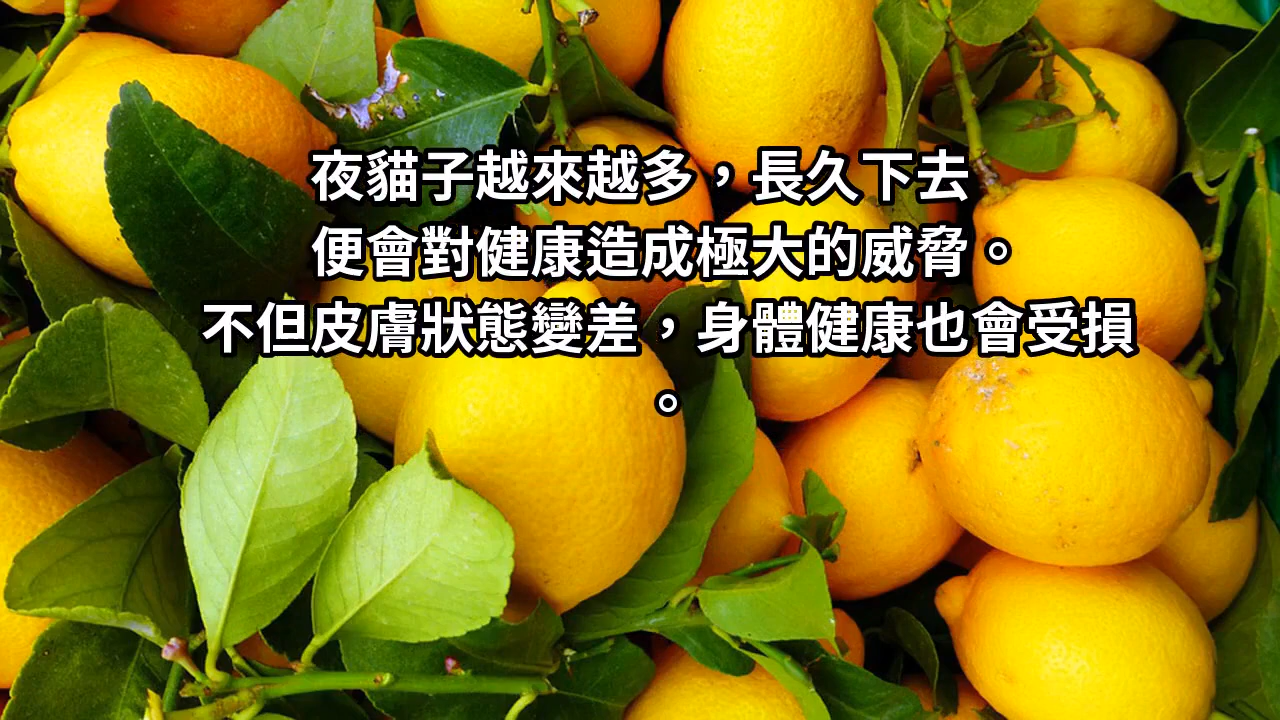 夜貓子越來越多，長久下去
便會對健康造成極大的威脅。
不但皮膚狀態變差，身體健康也會受損
。